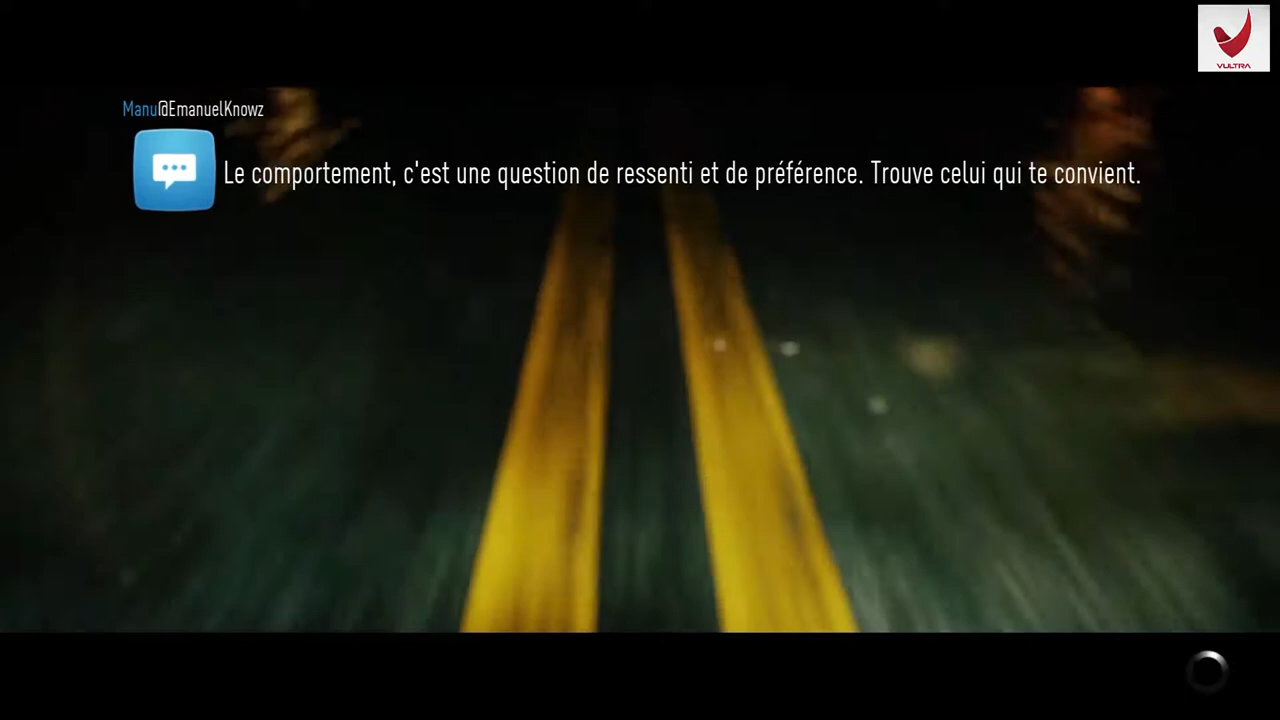 VULTRA
Manu@EmanuelKnowz
Le comportement, c'est une question de ressenti et de préférence. Trouve celui qui te convient.